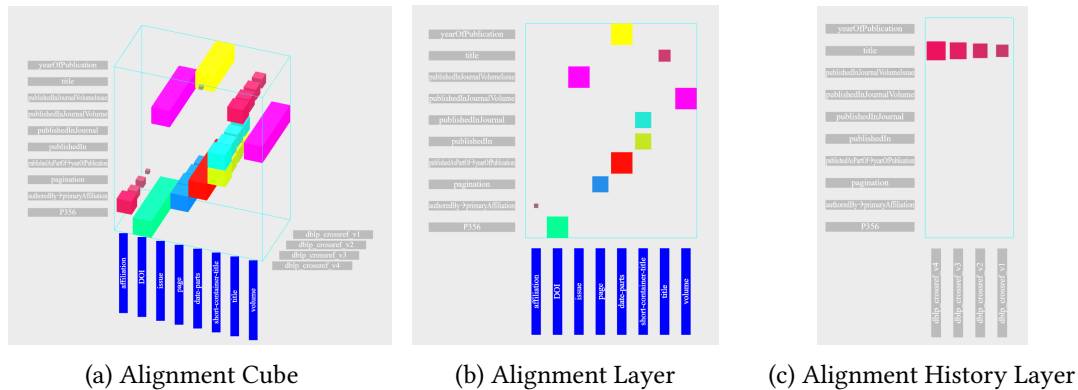 yearOfPublication
title
publishedInJournalVolumeIssue
publishedInJournalVolume
publishedInJournal
publishedIn
publishedAsPartOf→yearOfPublication
pagination
authoredBy→primaryAffiliation
P356
affiliation
DOI
issue
page
date-parts
short-container-title
title
volume
dblp_crossref_v1
dblp_crossref_v2
dblp_crossref_v3
dblp_crossref_v4
(a) Alignment Cube
yearOfPublication
title
publishedInJournalVolumeIssue
publishedInJournalVolume
publishedInJournal
publishedIn
publishedAsPartOf→yearOfPublication
pagination
authoredBy→primaryAffiliation
P356
affiliation
DOI
issue
page
date-parts
short-container-title
title
volume
(b) Alignment Layer
yearOfPublication
title
publishedInJournalVolumeIssue
publishedInJournalVolume
publishedInJournal
publishedIn
publishedAsPartOf→yearOfPublication
pagination
authoredBy→primaryAffiliation
P356
dblp_crossref_v4
dblp_crossref_v3
dblp_crossref_v2
dblp_crossref_v1
(c) Alignment History Layer